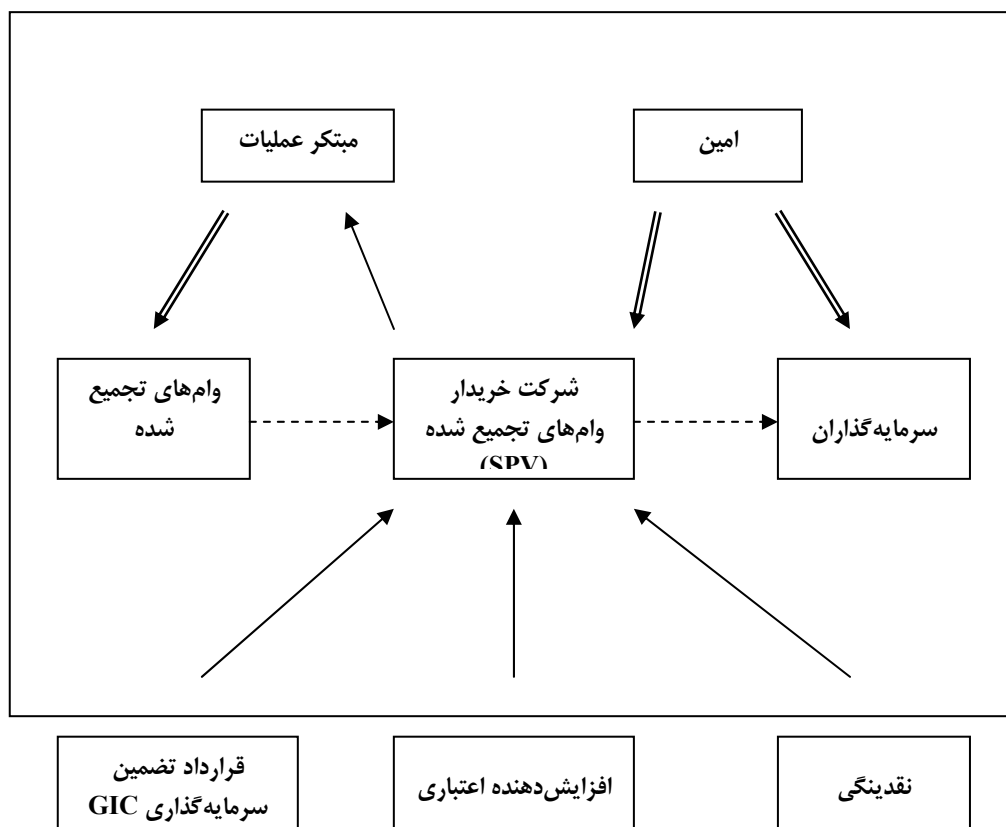 امین
مبتکر عملیات
سرمایه‌گذاران
شرکت خریدار
وام‌های تجمیع شده
(SPV)
وام‌های تجمیع
شده
نقدینگی
افزایش‌دهنده اعتباری
قرارداد تضمین
سرمایه‌گذاری GIC